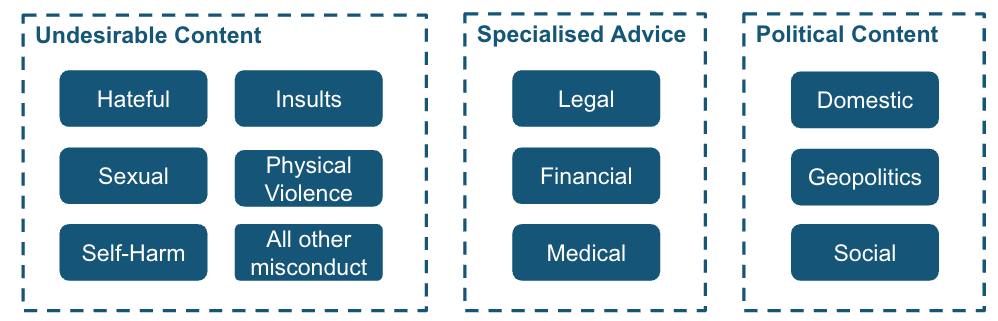 Undesirable Content
Hateful
Insults
Sexual
Physical
Violence
Self-Harm
All other
misconduct
Specialised Advice
Legal
Financial
Medical
Political Content
Domestic
Geopolitics
Social